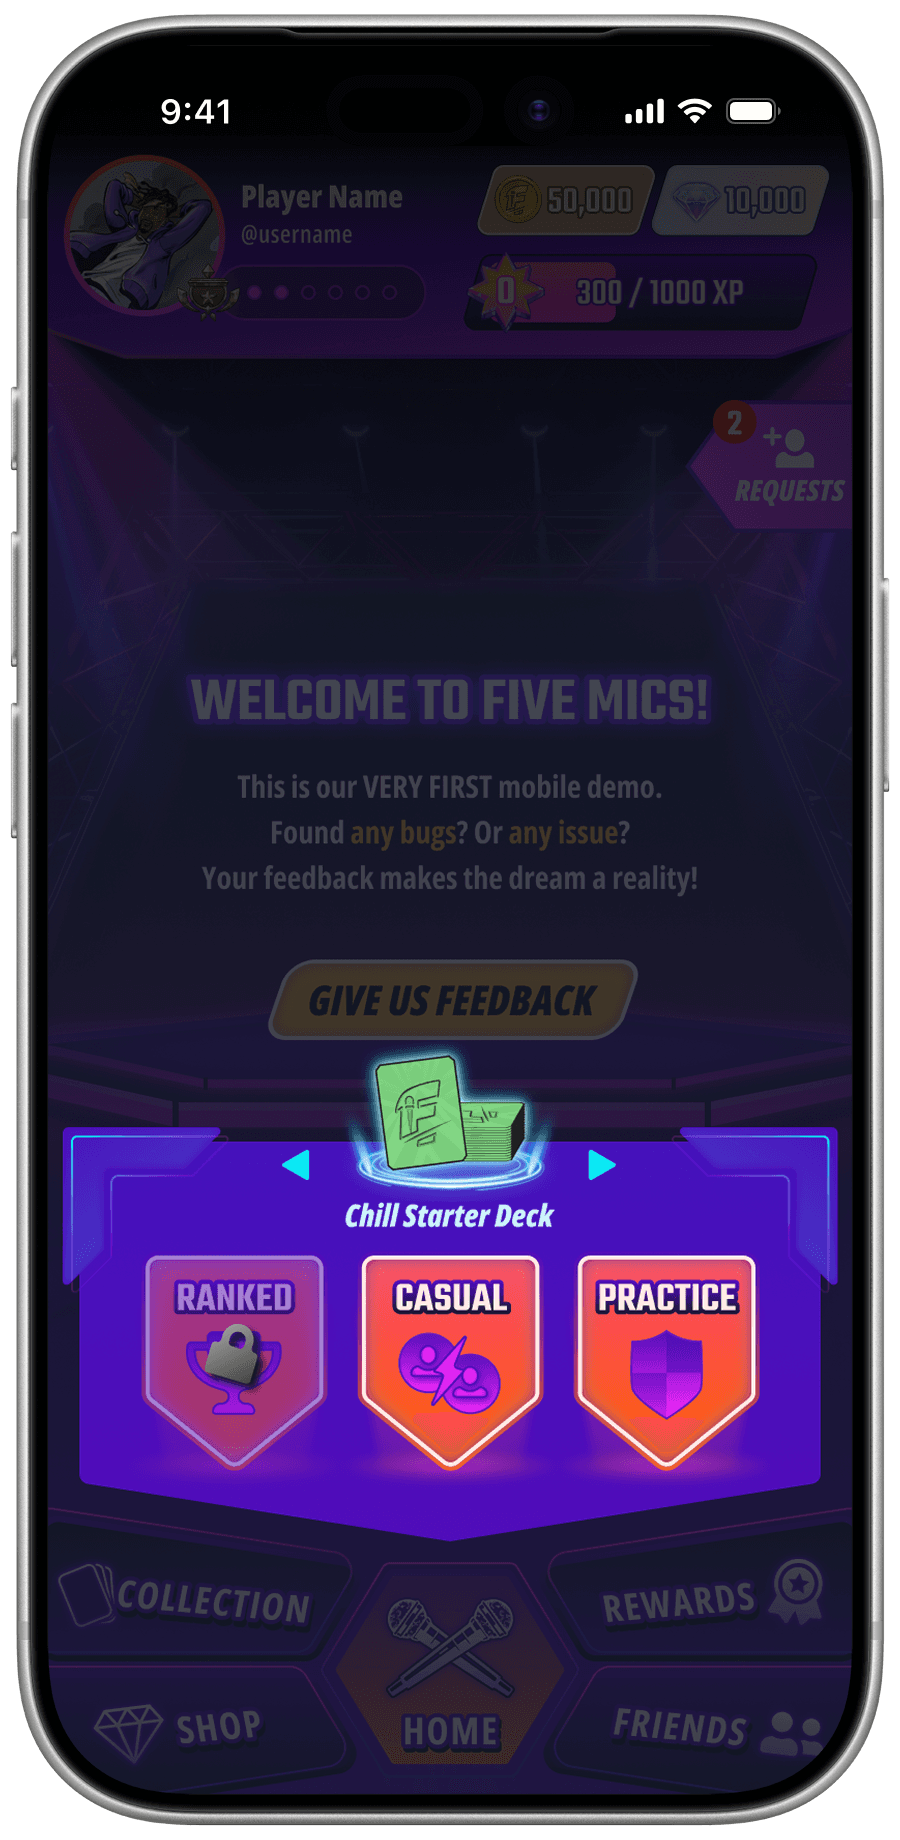 9:41
Player Name
@username
50,000
10,000
0
300 / 1000 XP
2
REQUESTS
WELCOME TO FIVE MICS!
This is our VERY FIRST mobile demo.
Found any bugs? Or any issue?
Your feedback makes the dream a reality!
GIVE US FEEDBACK
Chill Starter Deck
RANKED
CASUAL
PRACTICE
COLLECTION
REWARDS
SHOP
HOME
FRIENDS